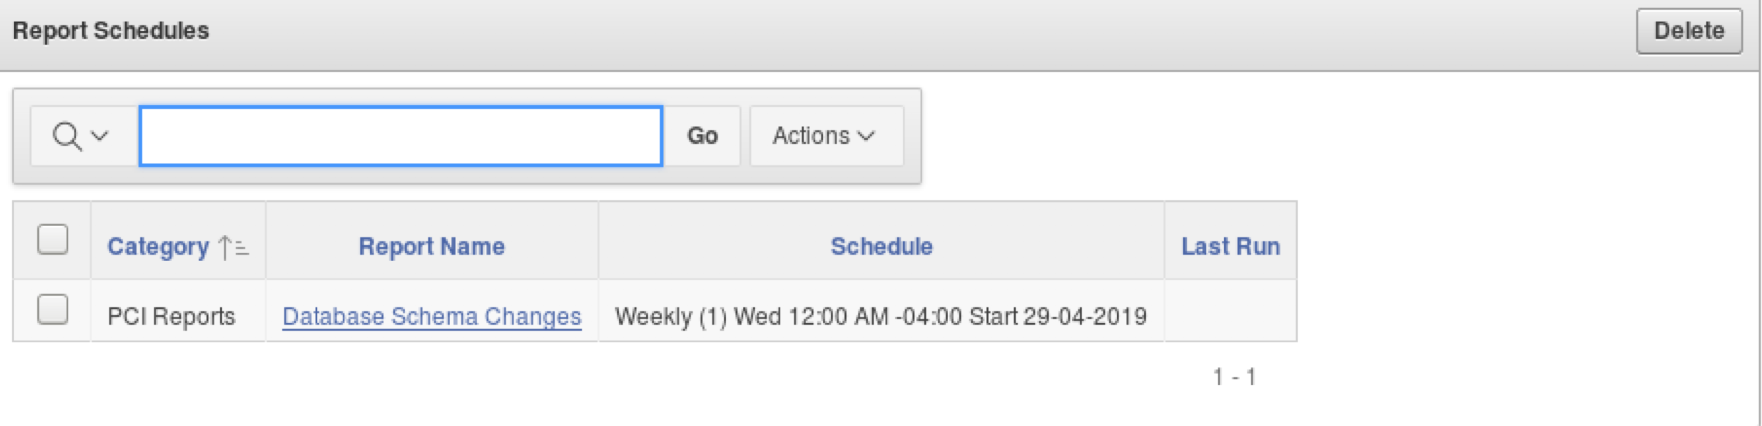 Report Schedules Delete
Go Actions
Category Report Name Schedule Last Run
PCI Reports Database Schema Changes Weekly (1) Wed 12:00 AM -04:00 Start 29-04-2019
1 - 1